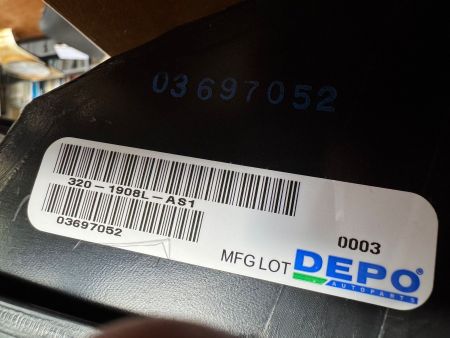 03697052
320-1908L-AS1
03697052
0003
MFG LOT
DEPO®
AUTOPARTS